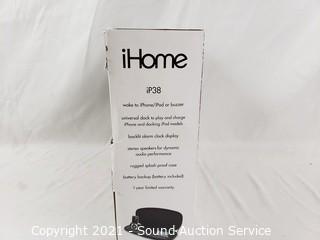 iHome
iP38
wake to iPhone/iPod or buzzer
universal dock to play and charge
iPhone and docking iPod models
backlit alarm clock display
stereo speakers for dynamic
audio performance
rugged splash proof case
battery backup (battery included)
1 year limited warranty
Copyright 2021 - Sound Auction Service